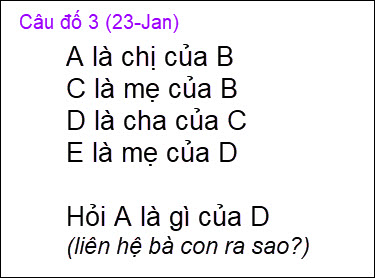 Câu đố 3 (23-Jan)
A là chị của B
C là mẹ của B
D là cha của C
E là mẹ của D
Hỏi A là gì của D
(liên hệ bà con ra sao?)